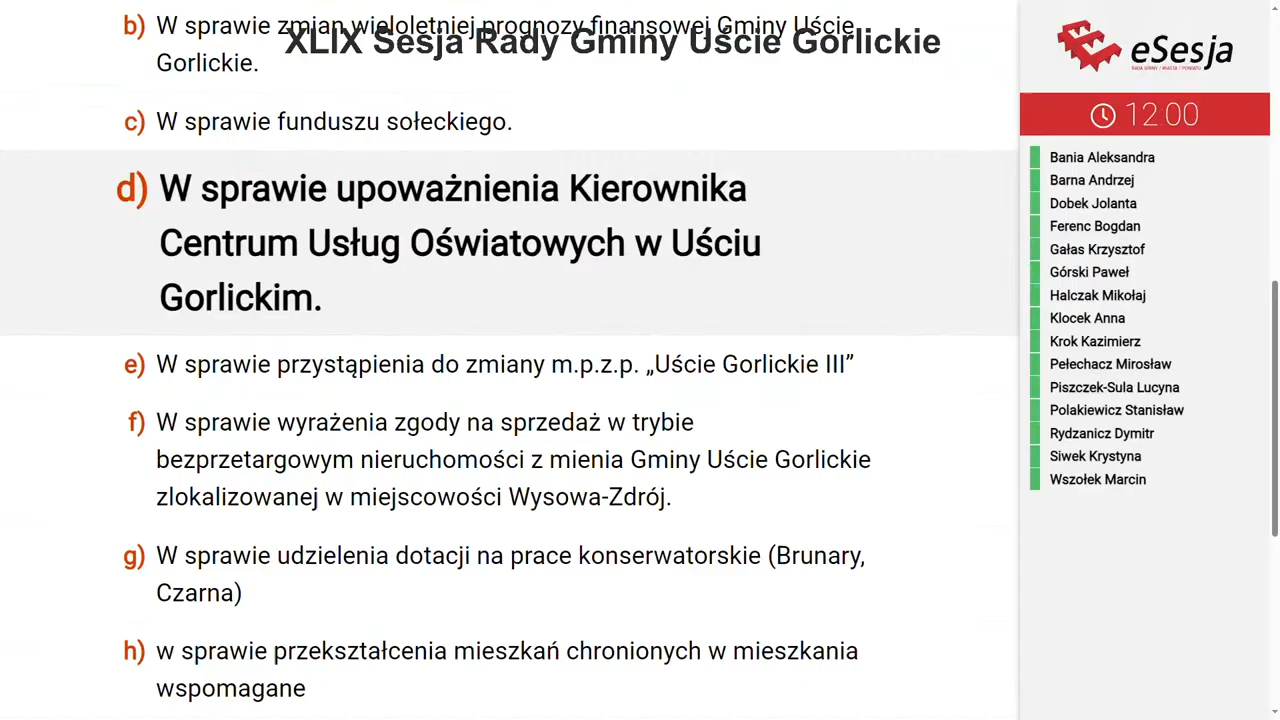 b) W sprawie zmian wieloletniej prognozy finansowej Gminy Uście
Gorlickie.
XLIX Sesja Rady Gminy Uście Gorlickie
c) W sprawie funduszu sołeckiego.
d) W sprawie upoważnienia Kierownika
Centrum Usług Oświatowych w Uściu
Gorlickim.
e) W sprawie przystąpienia do zmiany m.p.z.p. „Uście Gorlickie III”
f) W sprawie wyrażenia zgody na sprzedaż w trybie
bezprzetargowym nieruchomości z mienia Gminy Uście Gorlickie
zlokalizowanej w miejscowości Wysowa-Zdrój.
g) W sprawie udzielenia dotacji na prace konserwatorskie (Brunary,
Czarna)
h) w sprawie przekształcenia mieszkań chronionych w mieszkania
wspomagane
eSesja
RADA GMINY / MIASTA / POWIATU
12:00
Bania Aleksandra
Barna Andrzej
Dobek Jolanta
Ferenc Bogdan
Gałas Krzysztof
Górski Paweł
Halczak Mikołaj
Klocek Anna
Krok Kazimierz
Pełechacz Mirosław
Piszczek-Sula Lucyna
Polakiewicz Stanisław
Rydzanicz Dymitr
Siwek Krystyna
Wszołek Marcin